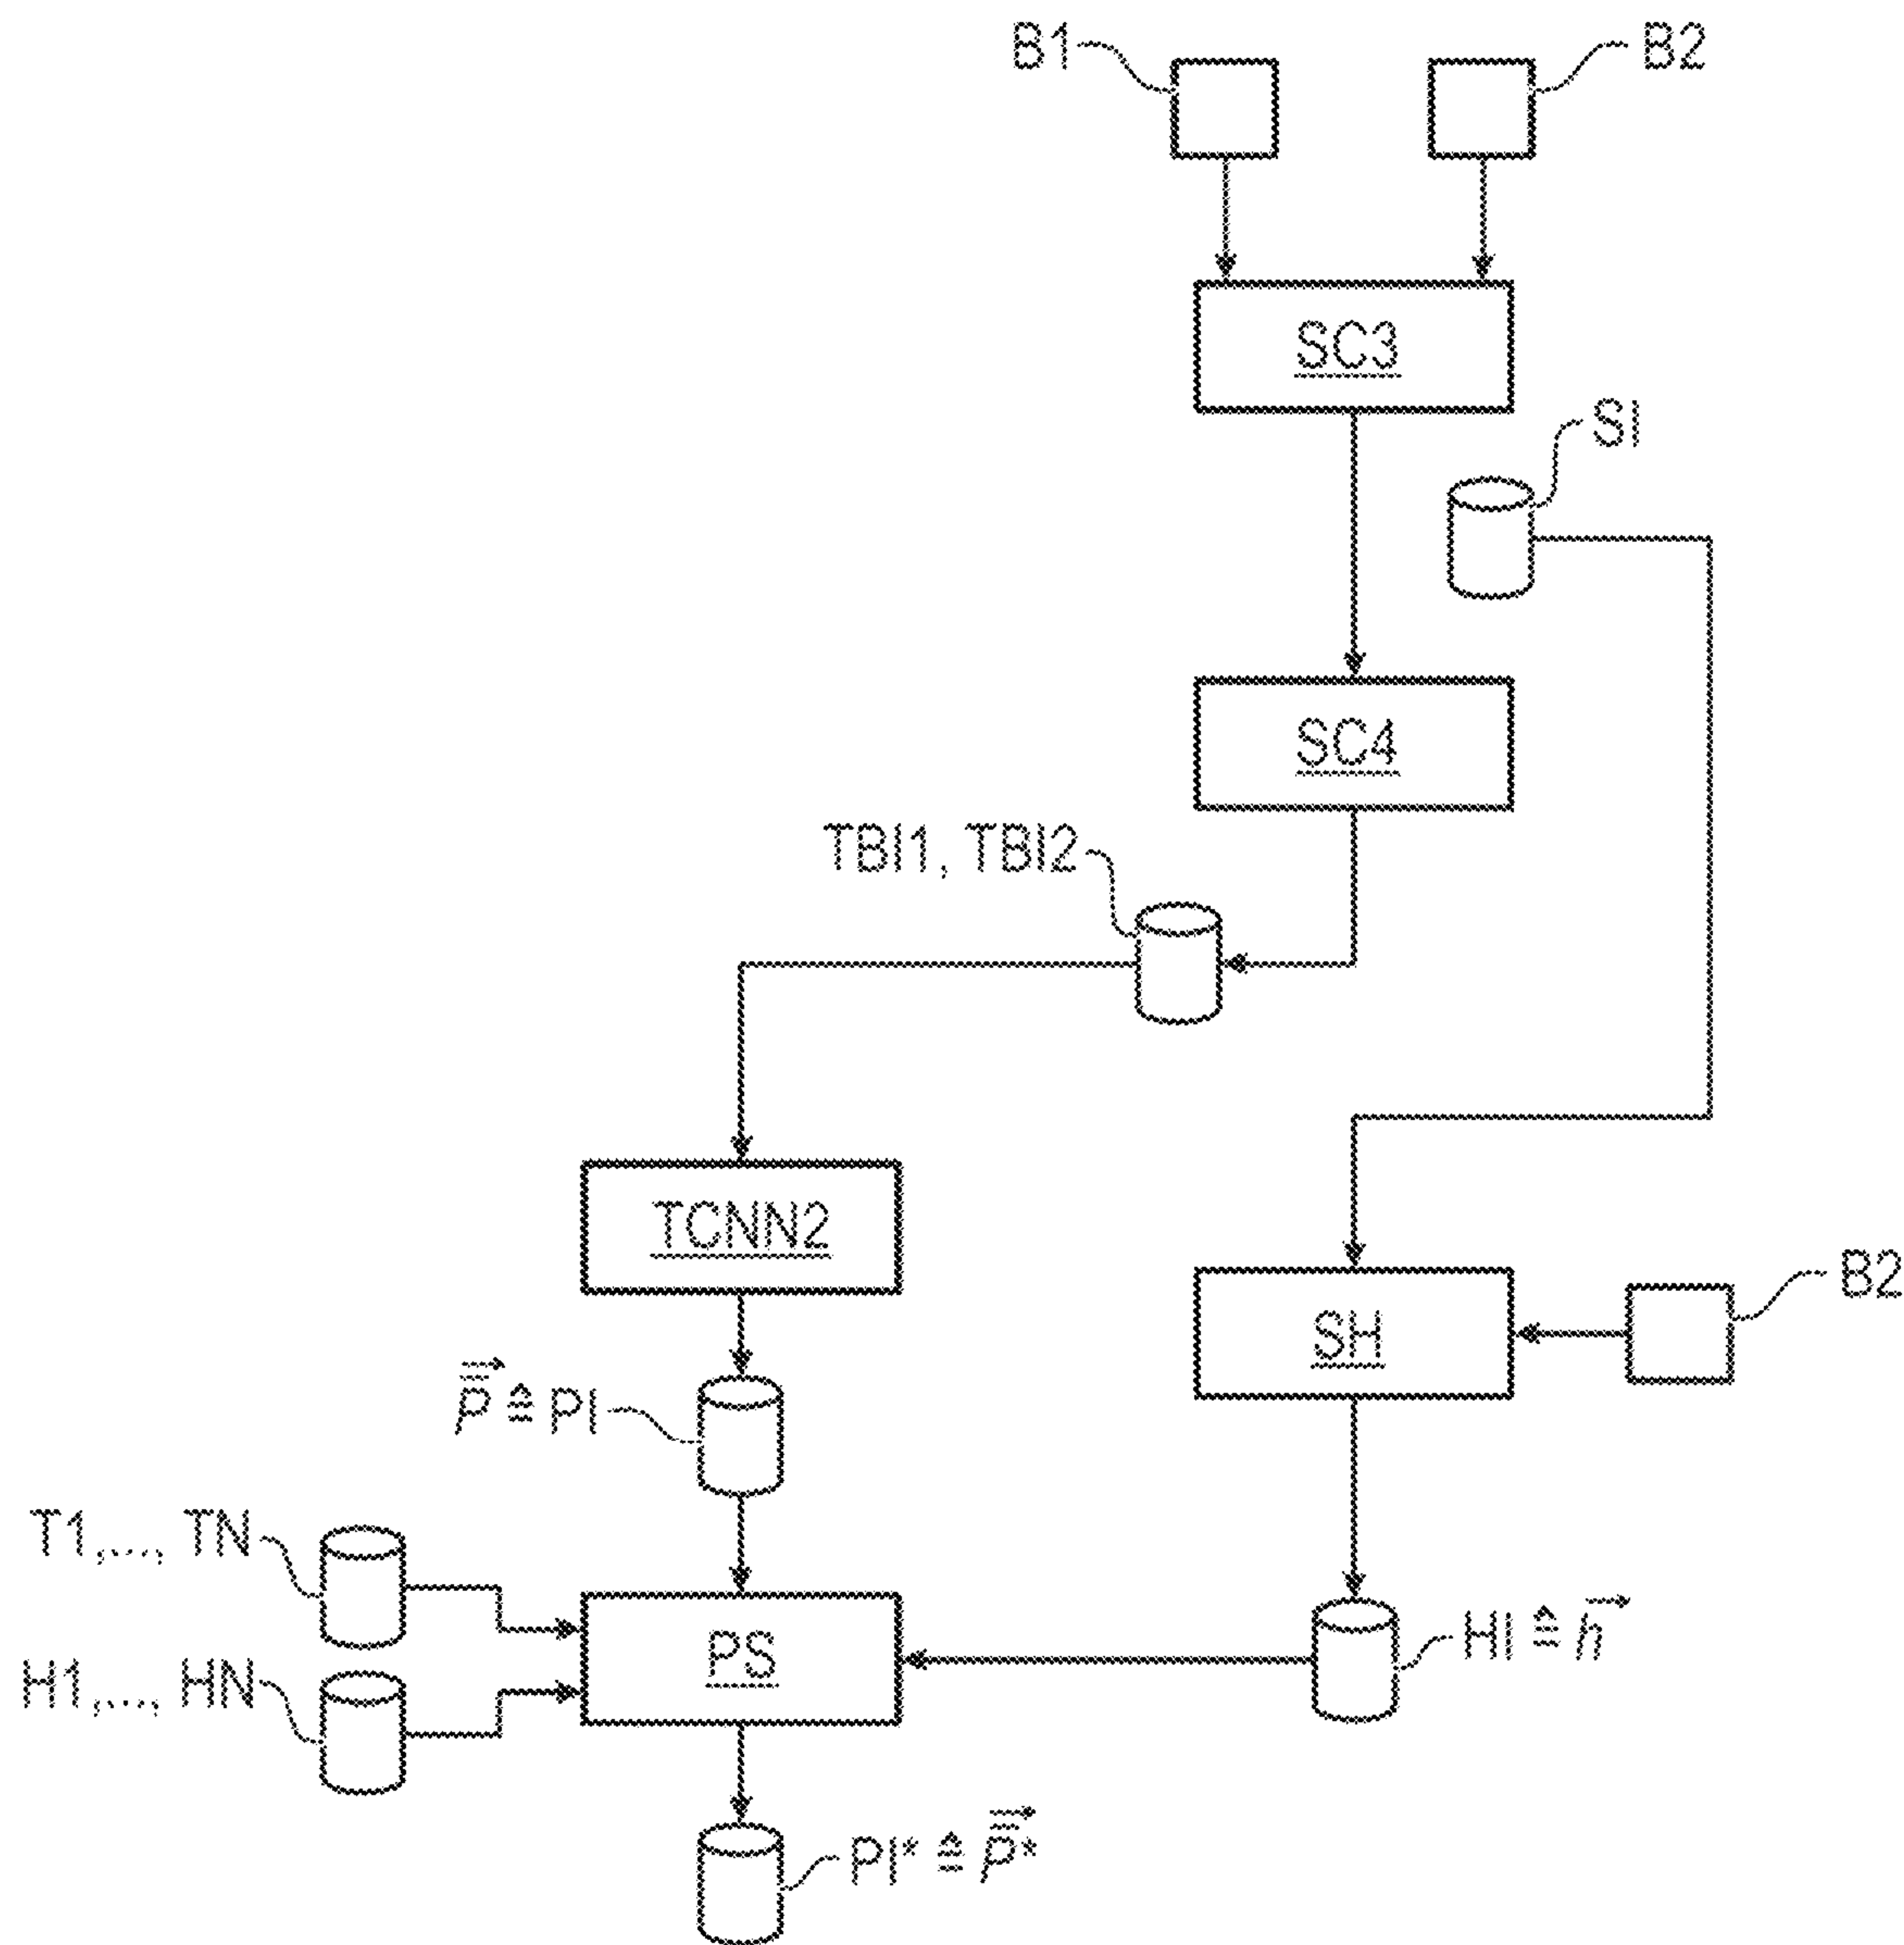 B1
B2
SC3
SI
SC4
TBI1, TBI2
TCNN2
B2
SH
P⃗ ≙ PI
T1,..., TN
PS
HI ≙ h⃗
H1,..., HN
PI* ≙ P⃗*